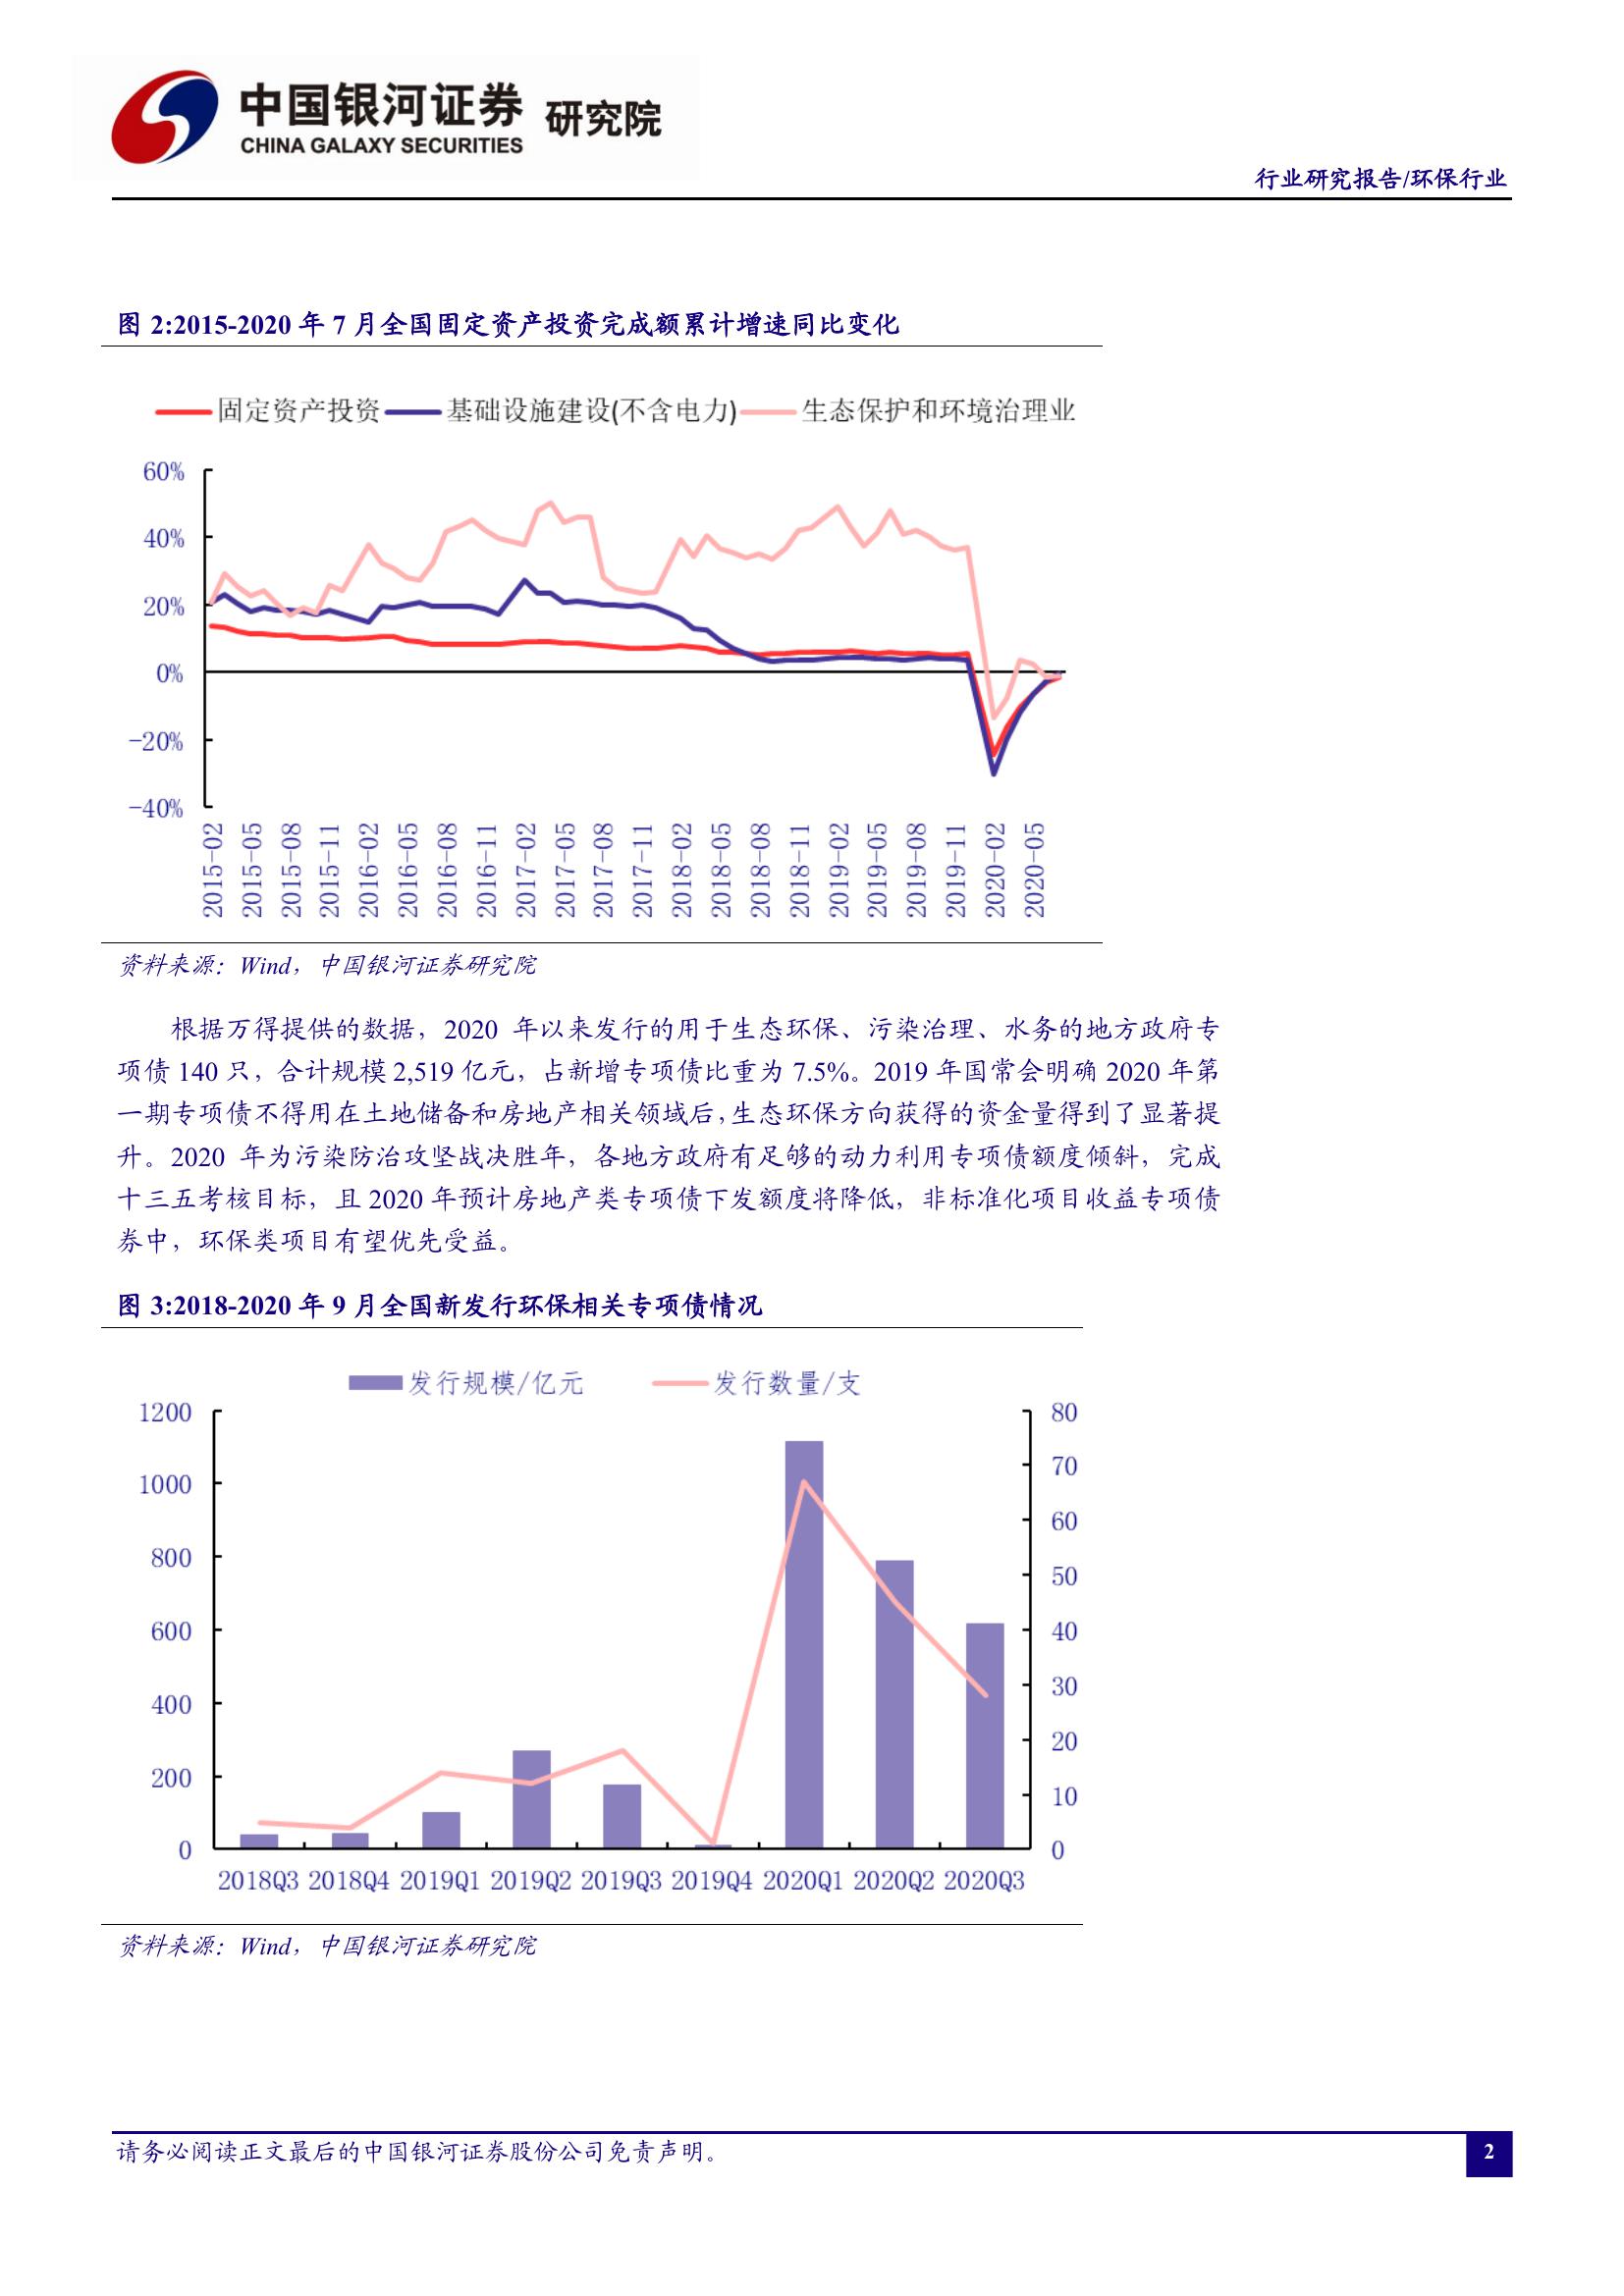 中国银河证券 研究院
CHINA GALAXY SECURITIES
行业研究报告/环保行业
图 2:2015-2020 年 7 月全国固定资产投资完成额累计增速同比变化
固定资产投资 基础设施建设(不含电力) 生态保护和环境治理业
60%
40%
20%
0%
-20%
-40%
2015-02 2015-05 2015-08 2015-11 2016-02 2016-05 2016-08 2016-11 2017-02 2017-05 2017-08 2017-11 2018-02 2018-05 2018-08 2018-11 2019-02 2019-05 2019-08 2019-11 2020-02 2020-05
资料来源：Wind，中国银河证券研究院
根据万得提供的数据，2020 年以来发行的用于生态环保、污染治理、水务的地方政府专
项债 140 只，合计规模 2,519 亿元，占新增专项债比重为 7.5%。2019 年国常会明确 2020 年第
一期专项债不得用在土地储备和房地产相关领域后，生态环保方向获得的资金量得到了显著提
升。2020 年为污染防治攻坚战决胜年，各地方政府有足够的动力利用专项债额度倾斜，完成
十三五考核目标，且 2020 年预计房地产类专项债下发额度将降低，非标准化项目收益专项债
券中，环保类项目有望优先受益。
图 3:2018-2020 年 9 月全国新发行环保相关专项债情况
发行规模/亿元 发行数量/支
1200 80
1000 70
800 60
600 50
400 40
200 30
0 20
10
0
2018Q3 2018Q4 2019Q1 2019Q2 2019Q3 2019Q4 2020Q1 2020Q2 2020Q3
资料来源：Wind，中国银河证券研究院
请务必阅读正文最后的中国银河证券股份公司免责声明。
2